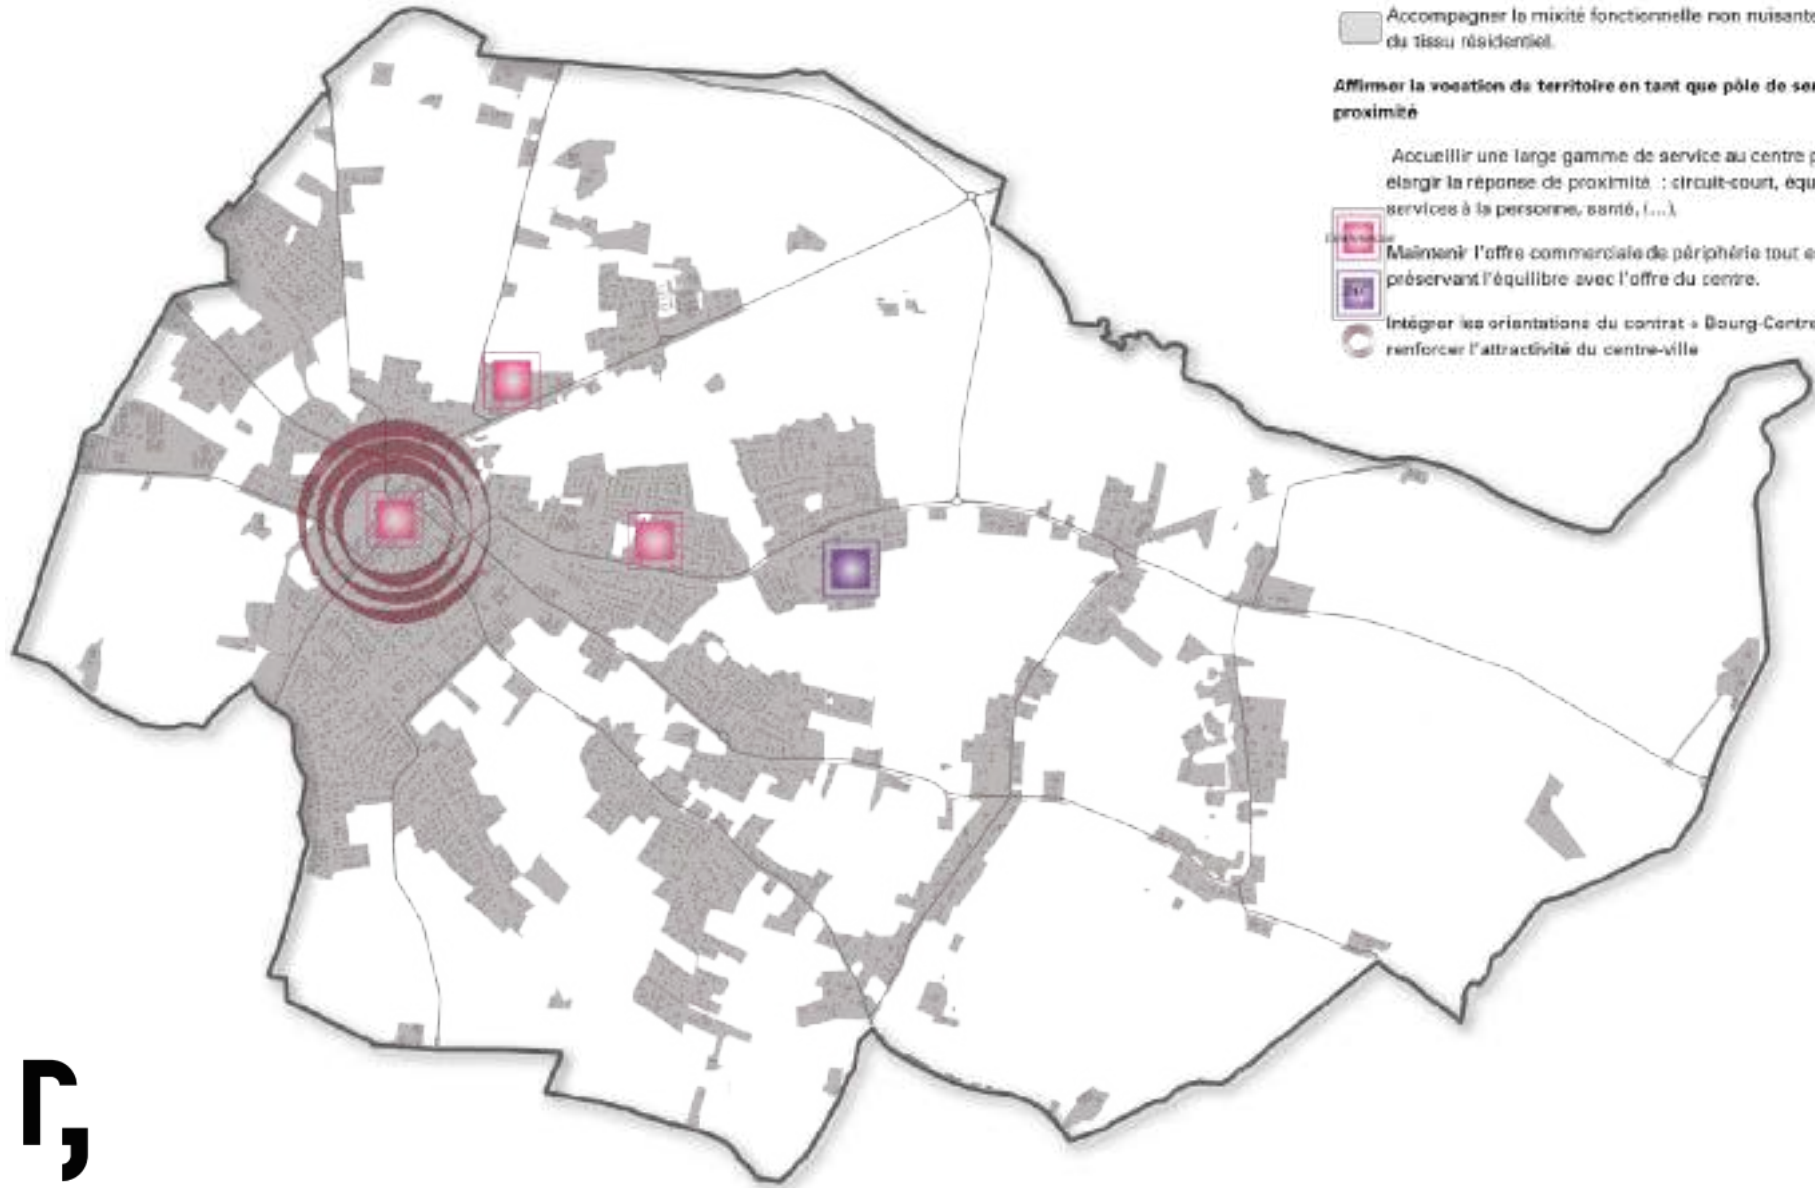 Accompagner la mixité fonctionnelle non nuisante
du tissu résidentiel.
Affirmer la vocation du territoire en tant que pôle de
proximité
Accueillir une large gamme de service au centre
élargir la réponse de proximité : circuit-court,
services à la personne, santé, (...),
Maintenir l'offre commerciale de périphérie tout
préservant l'équilibre avec l'offre du centre.
Intégrer les orientations du contrat « Bourg-Centre
renforcer l'attractivité du centre-ville
r,